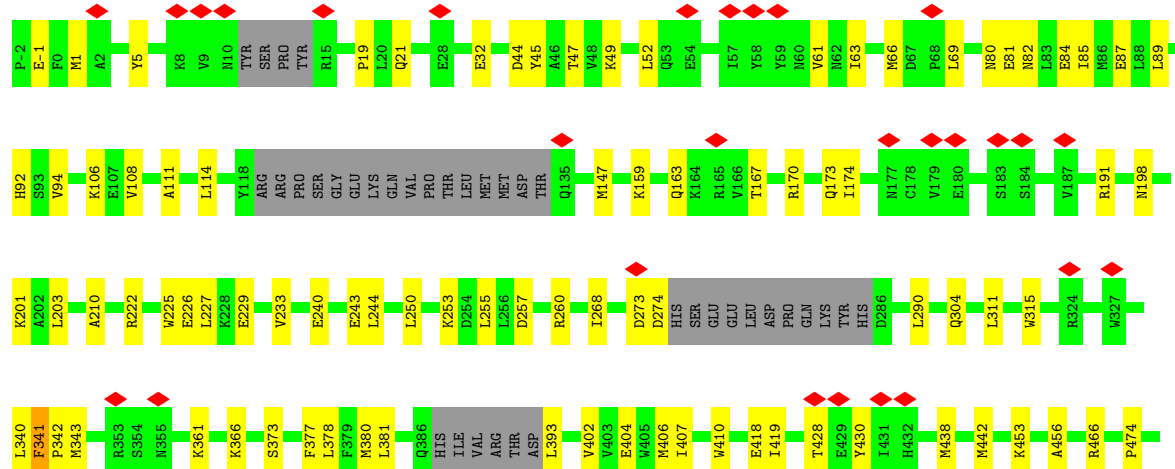 P-2 E-1 F0 M1 A2 Y5 K8 V9 N10 TYR SER PRO TYR R15 P19 L20 Q21 E28 E32 D44 Y45 A46 T47 V48 K49 L52 Q53 E54 I57 Y58 Y59 N60 V61 N62 I63 M66 D67 P68 L69 N80 E81 N82 L83 E84 I85 M86 E87 L88 L89
H92 S93 V94 K106 E107 V108 A111 L114 Y118 ARG ARG PRO SER GLY GLU LYS GLN VAL PRO THR LEU MET MET ASP THR Q135 M147 K159 Q163 K164 R165 V166 T167 R170 Q173 I174 N177 C178 V179 E180 S183 S184 V187 R191 N198
K201 A202 L203 A210 R222 W225 E226 L227 K228 E229 V233 E240 E243 L244 L250 K253 D254 L255 L256 D257 R260 I268 D273 D274 HIS SER GLU GLU LEU ASP PRO GLN LYS TYR HIS D286 L290 Q304 L311 W315 R324 W327
L340 F341 P342 M343 R353 S354 N355 K361 K366 S373 F377 L378 F379 M380 L381 Q386 HIS ILE VAL ARG THR ASP L393 V402 V403 E404 W405 M406 I407 W410 E418 I419 T428 E429 Y430 I431 H432 M438 M442 K453 A456 R466 P474